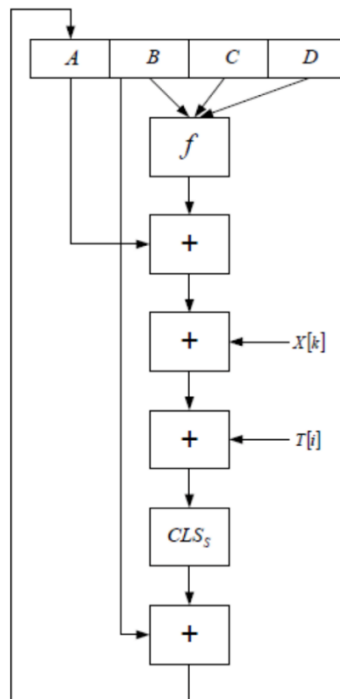 A B C D
f
+
+
X[k]
+
T[i]
CLS_S
+